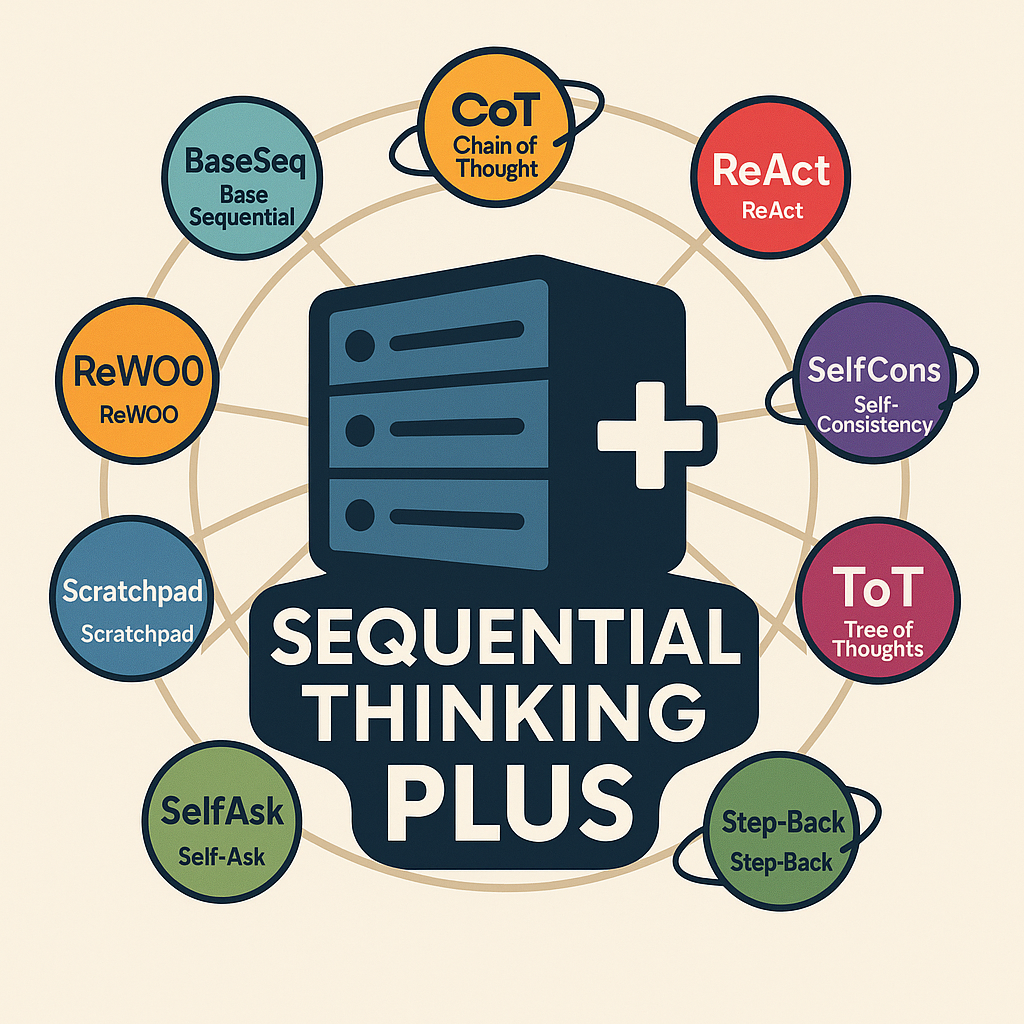 CoT
Chain of
Thought
BaseSeq
Base
Sequential
ReAct
ReAct
ReWOO
ReWOO
SelfCons
Self-
Consistency
Scratchpad
Scratchpad
ToT
Tree of
Thoughts
SEQUENTIAL
THINKING
PLUS
SelfAsk
Self-Ask
Step-Back
Step-Back